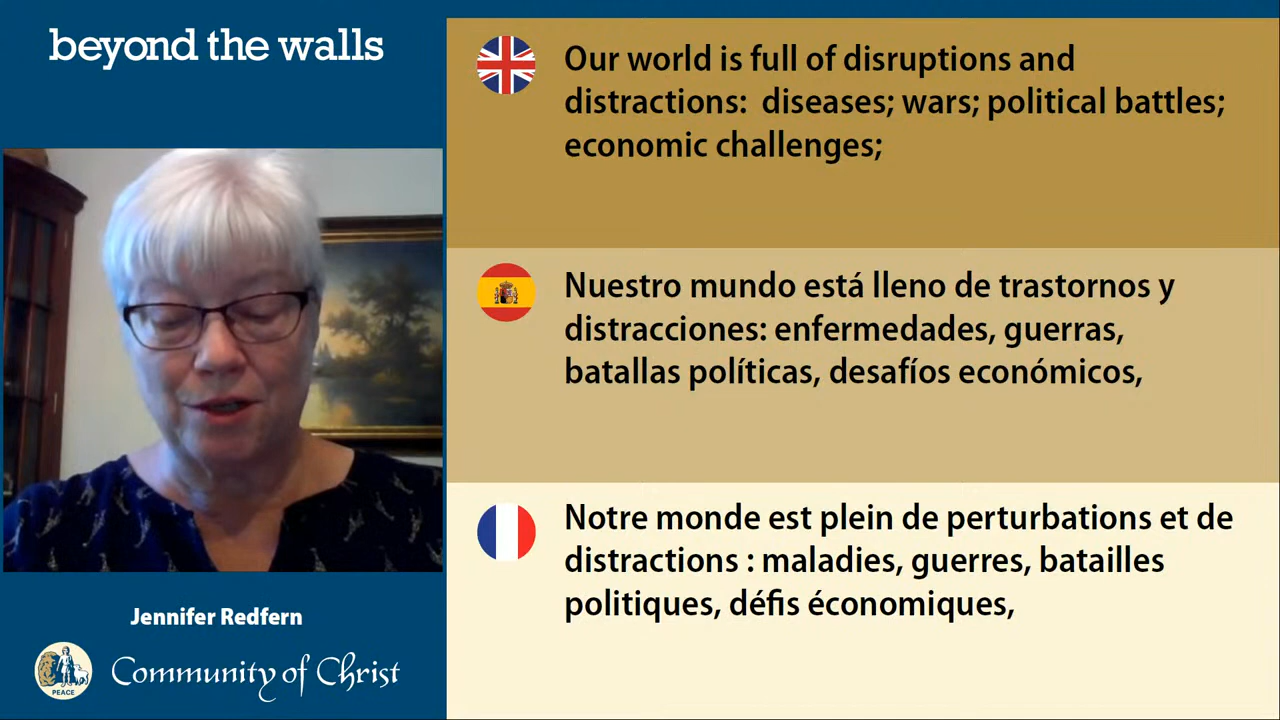 beyond the walls
Our world is full of disruptions and
distractions:  diseases; wars; political battles;
economic challenges;
Nuestro mundo está lleno de trastornos y
distracciones: enfermedades, guerras,
batallas políticas, desafíos económicos,
Notre monde est plein de perturbations et de
distractions : maladies, guerres, batailles
politiques, défis économiques,
Jennifer Redfern
PEACE
Community of Christ